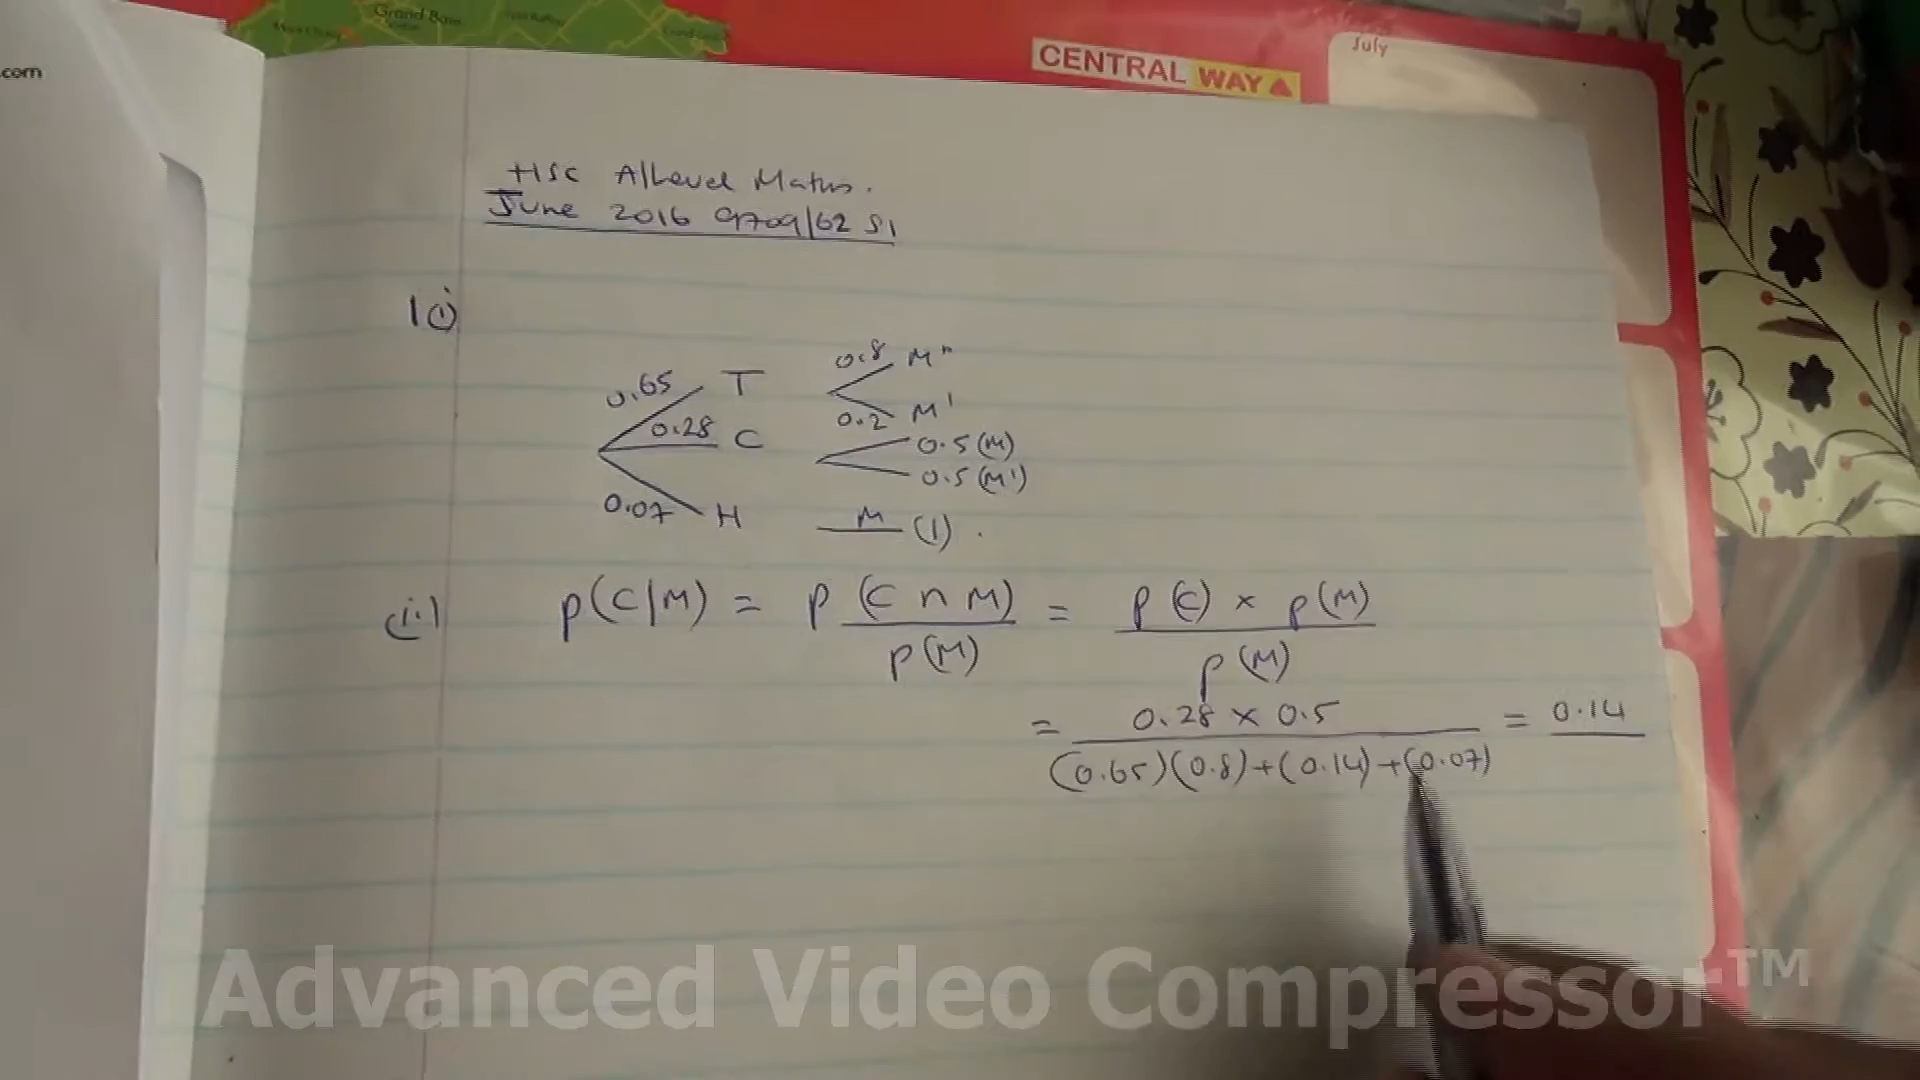 .com
Grand Baie
CENTRAL WAY
July
HSC A/Level Maths.
June 2016 9709/62 S1
1(i)
0.65 T 0.8 M"
0.2 M'
0.28 C 0.5 (M)
0.5 (M')
0.07 H M (1).
(ii) P(C|M) = P(C ∩ M) = P(C) × P(M)
P(M) P(M)
= 0.28 × 0.5 = 0.14
(0.65)(0.8)+(0.14)+(0.07)
Advanced Video Compressor™